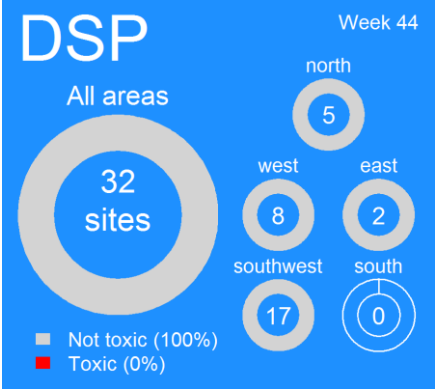 DSP
Week 44
All areas
32
sites
north
5
west
8
east
2
southwest
17
south
0
Not toxic (100%)
Toxic (0%)